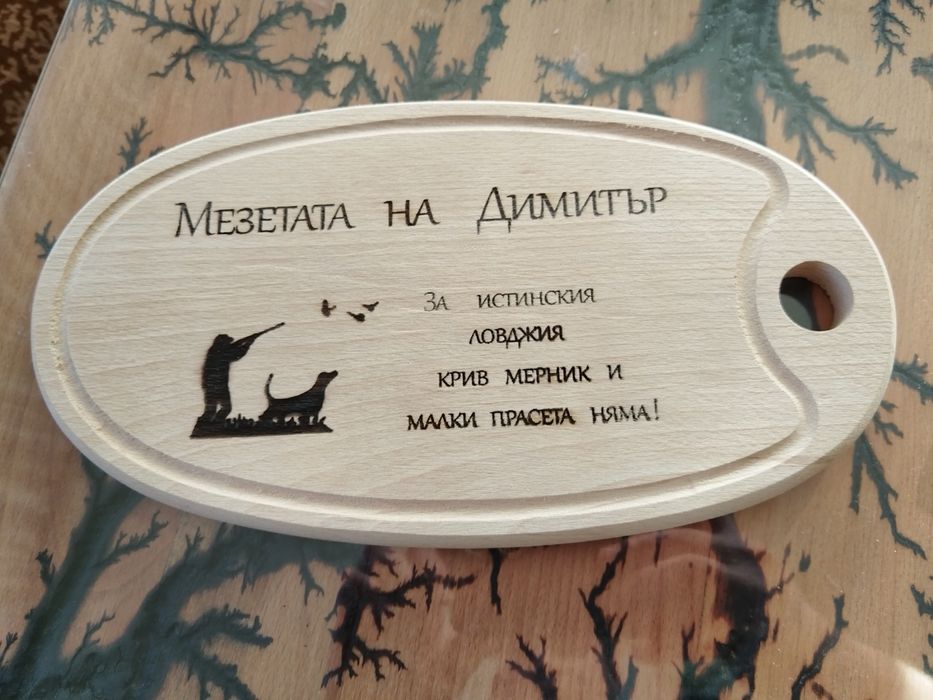 Мезетата на Димитър
За истинския
ловджия
крив мерник и
малки прасета няма!